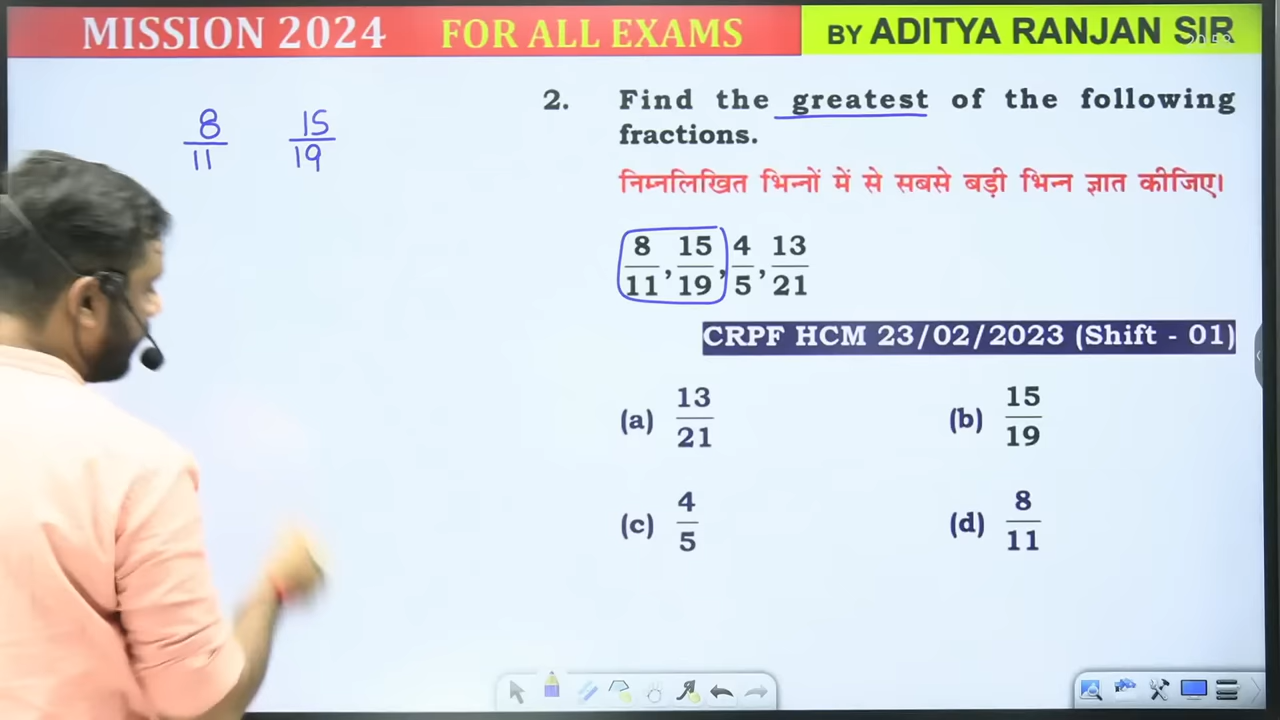 MISSION 2024 FOR ALL EXAMS BY ADITYA RANJAN SIR
8/11 15/19
2. Find the greatest of the following
fractions.
निम्नलिखित भिन्नों में से सबसे बड़ी भिन्न ज्ञात कीजिए।
8/11, 15/19, 4/5, 13/21
CRPF HCM 23/02/2023 (Shift - 01)
(a) 13/21 (b) 15/19
(c) 4/5 (d) 8/11